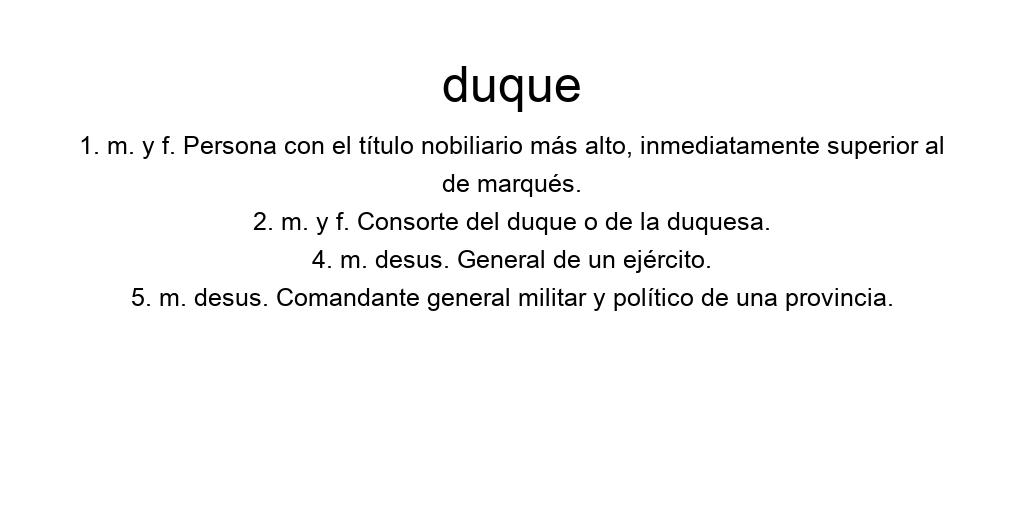 duque
1. m. y f. Persona con el título nobiliario más alto, inmediatamente superior al
de marqués.
2. m. y f. Consorte del duque o de la duquesa.
4. m. desus. General de un ejército.
5. m. desus. Comandante general militar y político de una provincia.